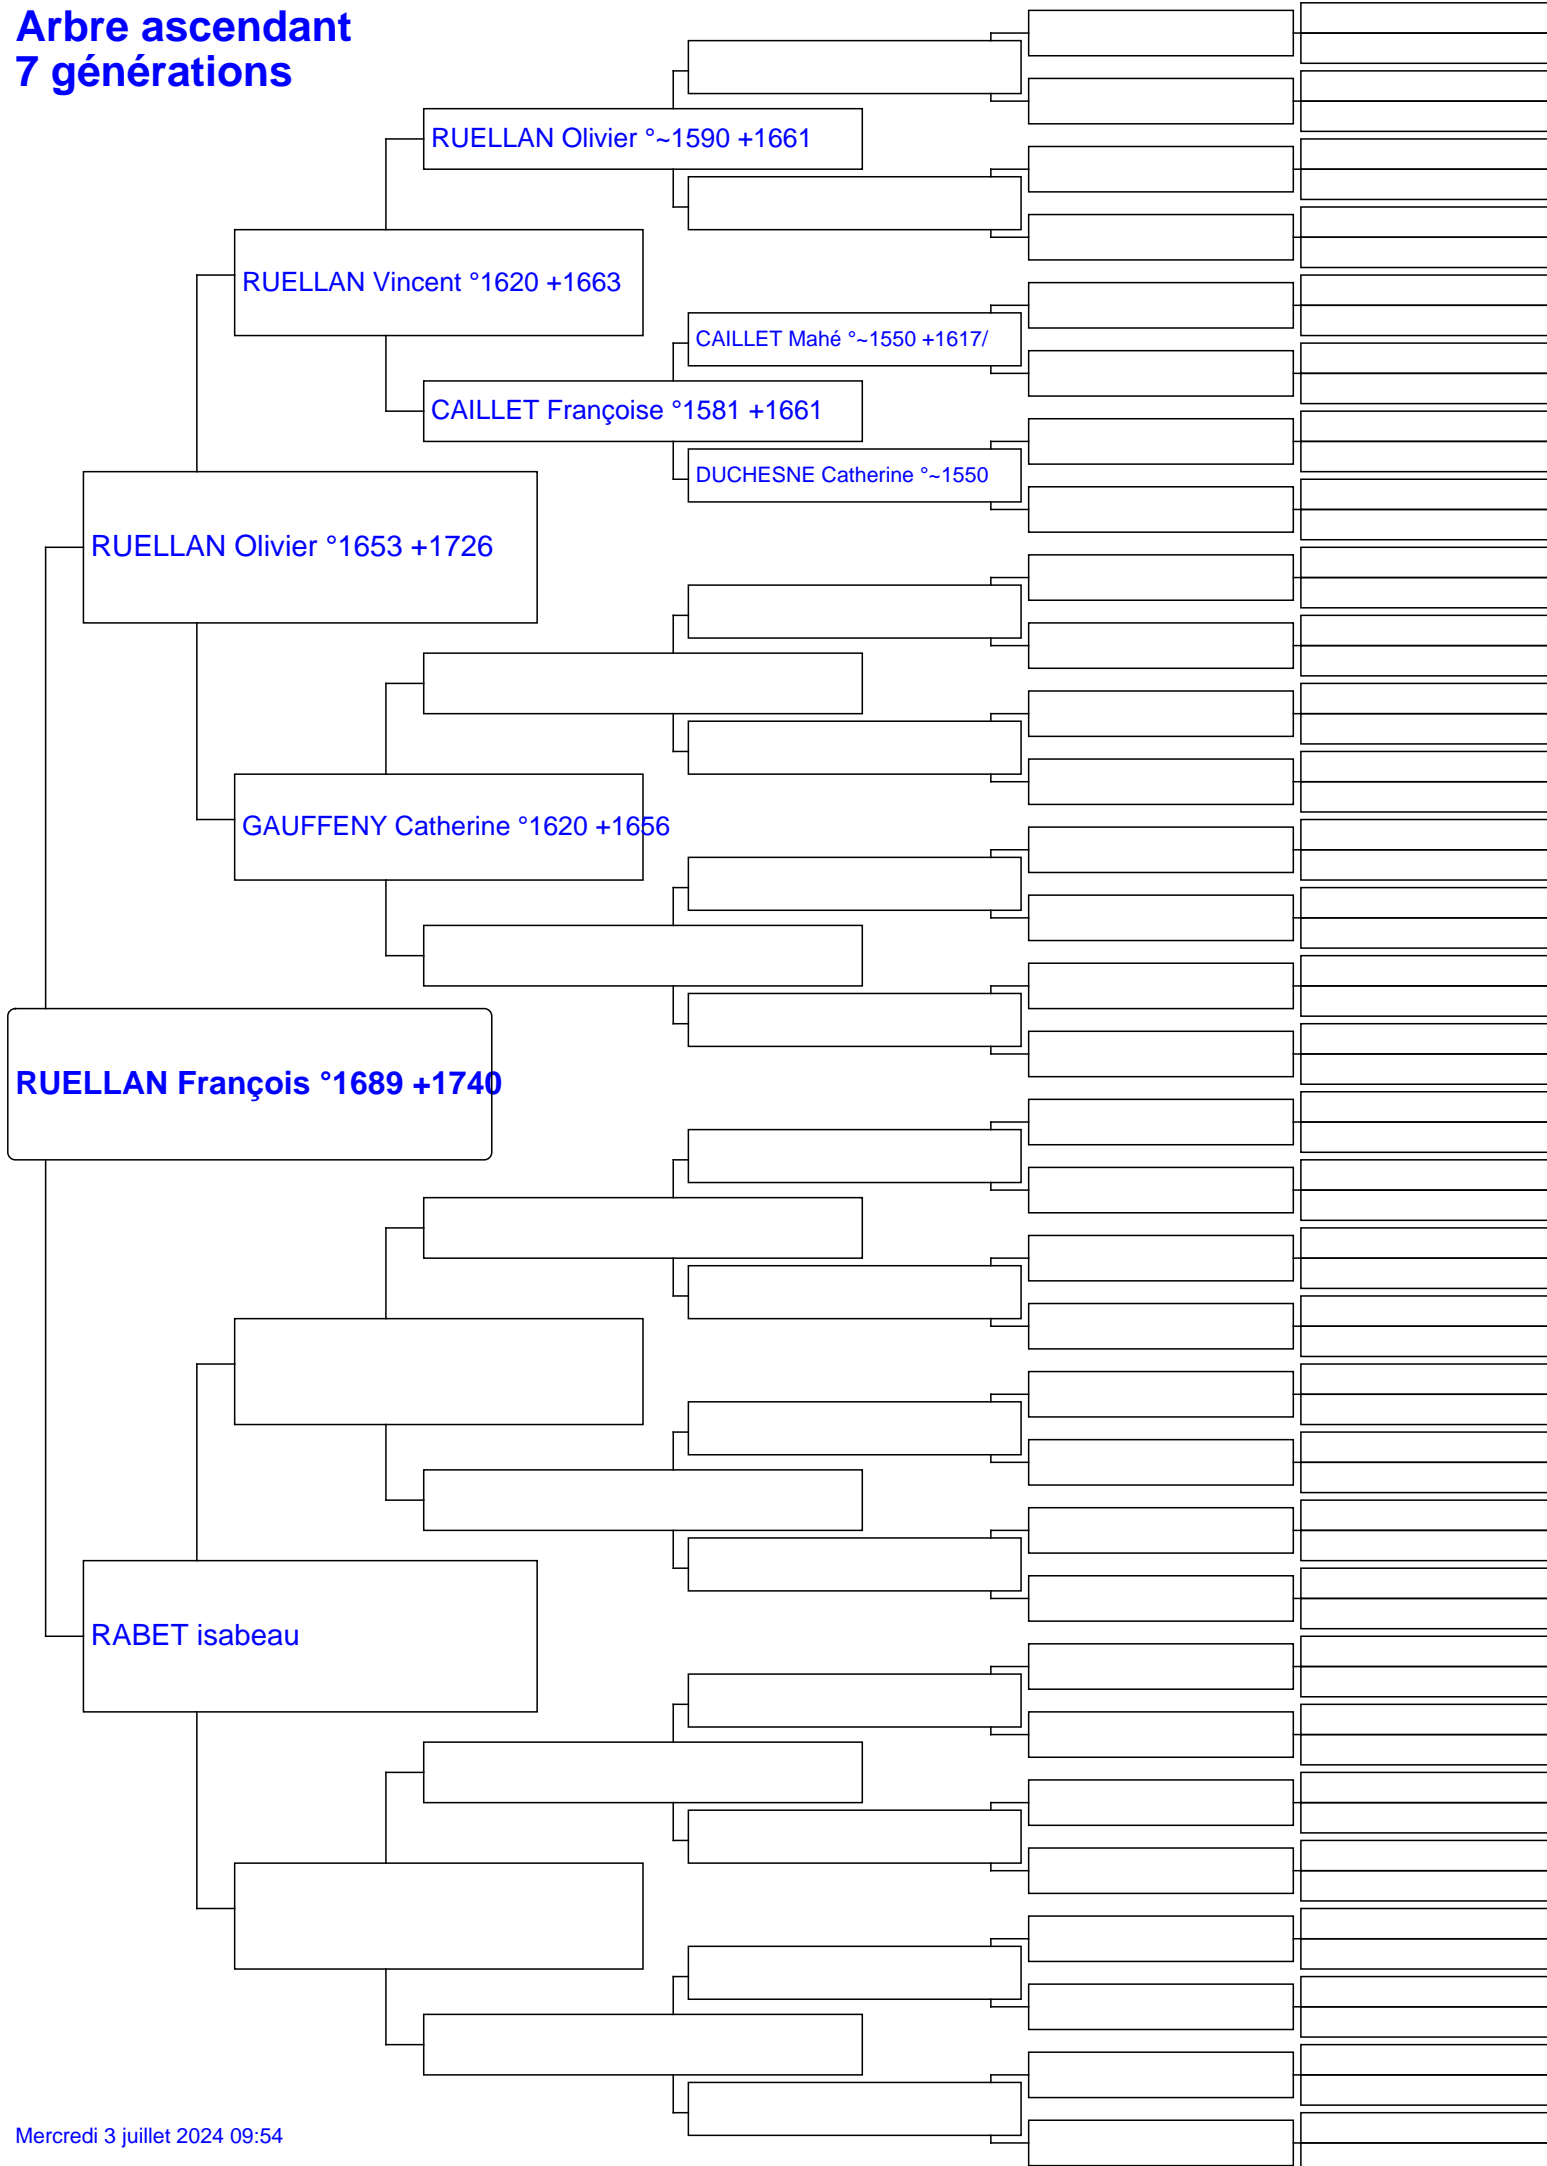 Arbre ascendant
7 générations
RUELLAN Olivier °~1590 +1661
RUELLAN Vincent °1620 +1663
CAILLET Mahé °~1550 +1617/
CAILLET Françoise °1581 +1661
DUCHESNE Catherine °~1550
RUELLAN Olivier °1653 +1726
GAUFFENY Catherine °1620 +1656
RUELLAN François °1689 +1740
RABET isabeau
Mercredi 3 juillet 2024 09:54